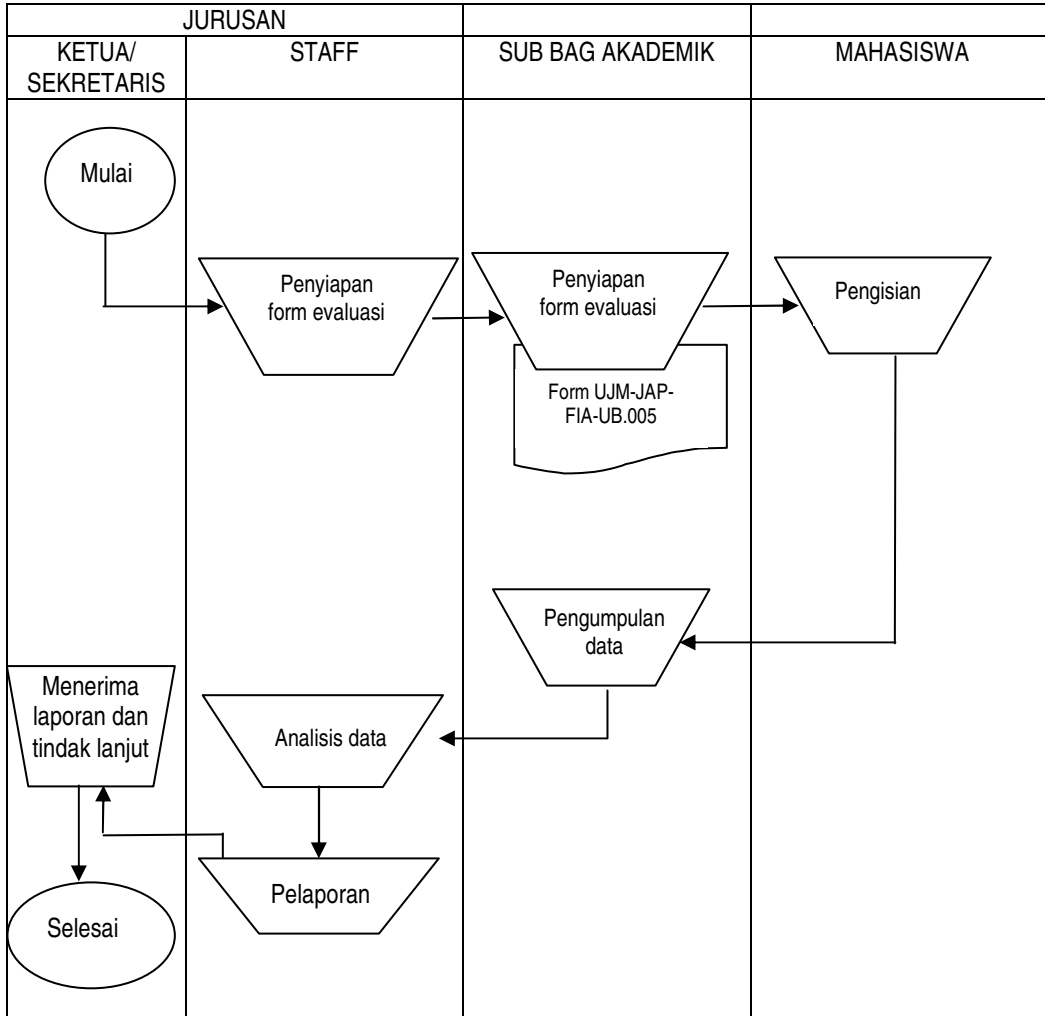 JURUSAN
KETUA/
SEKRETARIS
STAFF
SUB BAG AKADEMIK
MAHASISWA
Mulai
Penyiapan
form evaluasi
Penyiapan
form evaluasi
Pengisian
Form UJM-JAP-
FIA-UB.005
Pengumpulan
data
Menerima
laporan dan
tindak lanjut
Analisis data
Pelaporan
Selesai